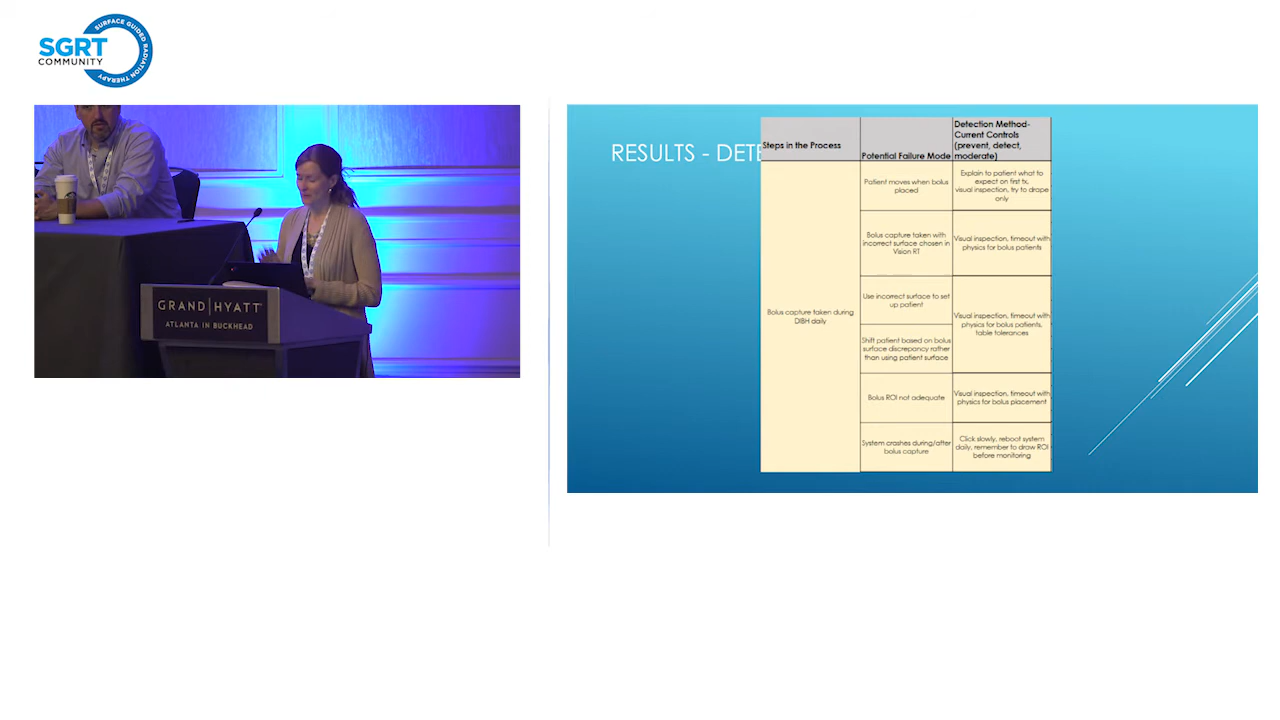 SURFACE GUIDED RADIATION THERAPY
SGRT
COMMUNITY
GRAND|HYATT
ATLANTA IN BUCKHEAD
RESULTS - DETE
Steps in the Process
Potential Failure Mode
Detection Method-
Current Controls
(prevent, detect,
moderate)
Bolus capture taken during
DIBH daily
Patient moves when bolus
placed
Explain to patient what to
expect on first tx,
visual inspection, try to drape
only
Bolus capture taken with
incorrect surface chosen in
Vision RT
Visual inspection, timeout with
physics for bolus patients
Use incorrect surface to set
up patient
Visual inspection, timeout with
physics for bolus patients,
table tolerances
Shift patient based on bolus
surface discrepancy rather
than using patient surface
Bolus ROI not adequate
Visual inspection, timeout with
physics for bolus placement
System crashes during/after
bolus capture
Click slowly, reboot system
daily, remember to draw ROI
before monitoring